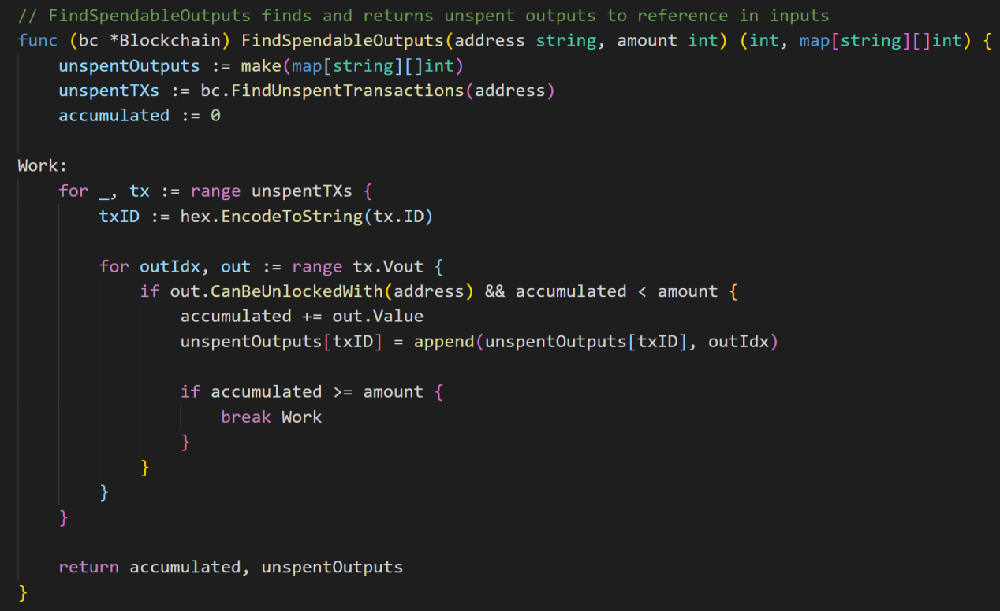 // FindSpendableOutputs finds and returns unspent outputs to reference in inputs
func (bc *Blockchain) FindSpendableOutputs(address string, amount int) (int, map[string][]int) {
    unspentOutputs := make(map[string][]int)
    unspentTXs := bc.FindUnspentTransactions(address)
    accumulated := 0

Work:
    for _, tx := range unspentTXs {
        txID := hex.EncodeToString(tx.ID)

        for outIdx, out := range tx.Vout {
            if out.CanBeUnlockedWith(address) && accumulated < amount {
                accumulated += out.Value
                unspentOutputs[txID] = append(unspentOutputs[txID], outIdx)

                if accumulated >= amount {
                    break Work
                }
            }
        }
    }

    return accumulated, unspentOutputs
}